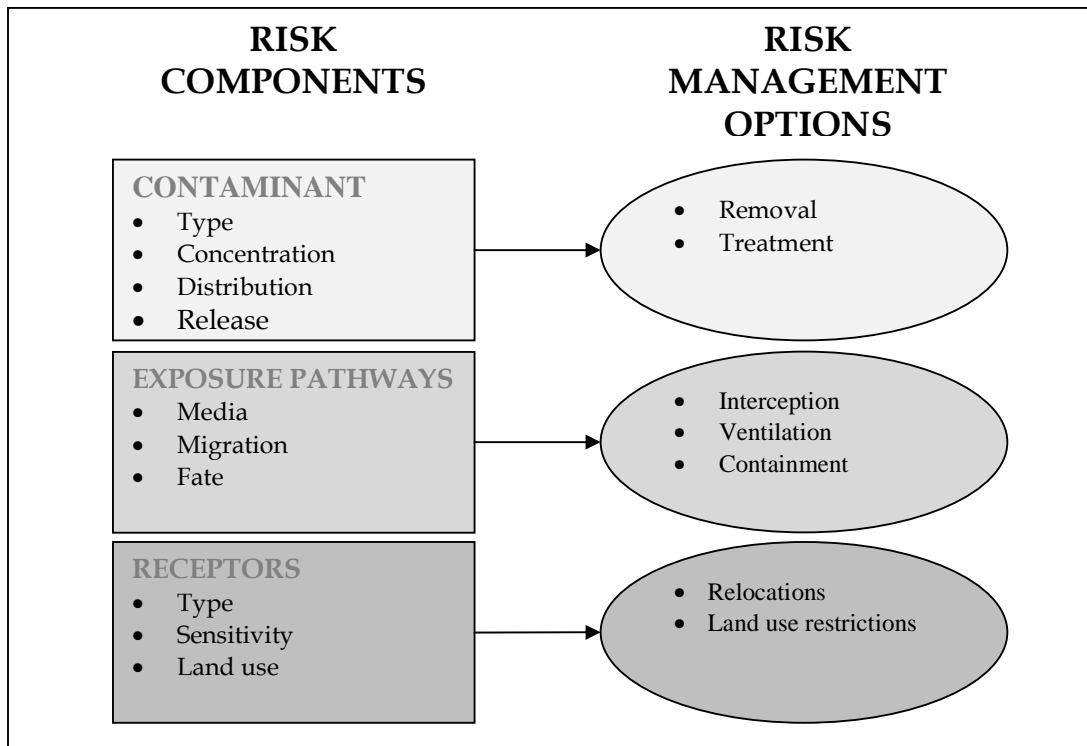 RISK
COMPONENTS
RISK
MANAGEMENT
OPTIONS
CONTAMINANT
• Type
• Concentration
• Distribution
• Release
• Removal
• Treatment
EXPOSURE PATHWAYS
• Media
• Migration
• Fate
• Interception
• Ventilation
• Containment
RECEPTORS
• Type
• Sensitivity
• Land use
• Relocations
• Land use restrictions